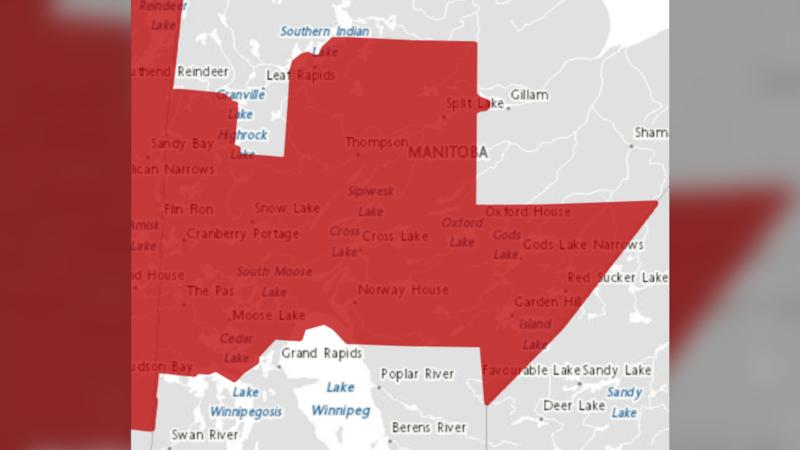 Reindeer
Lake
Southern Indian
Lake
uthend Reindeer
Leaf Rapids
Granville
Lake
Gillam
Split Lake
Highrock
Lake
Sham
Sandy Bay
Thompson
MANITOBA
lican Narrows
Sipiwesk
Lake
Flin Flon
Snow Lake
Oxford House
Amisk
Lake
Cranberry Portage
Cross
Lake
Cross Lake
Oxford
Lake
Gods
Lake
Gods Lake Narrows
nd House
South Moose
Lake
Red Sucker Lake
The Pas
Norway House
Garden Hill
Moose Lake
Island
Lake
Cedar
Lake
Grand Rapids
udson Bay
Poplar River
Favourable Lake
Sandy Lake
Lake
Winnipegosis
Lake
Winnipeg
Sandy
Lake
Deer Lake
Swan River
Berens River